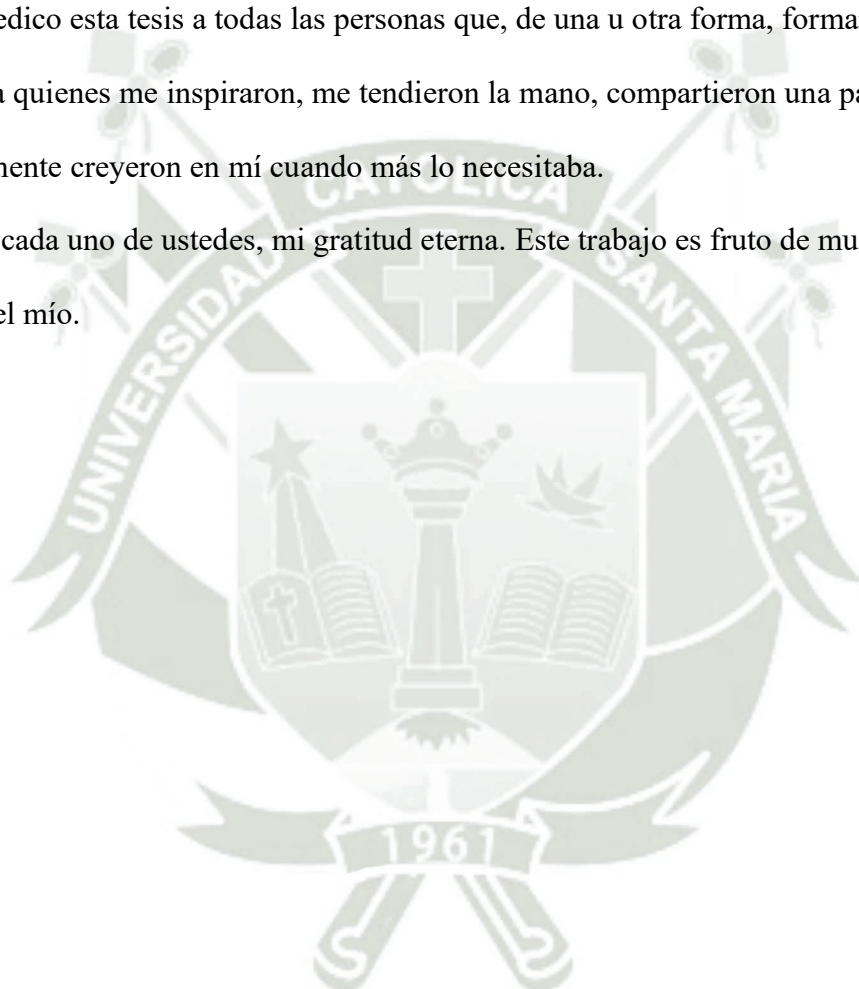 edico esta tesis a todas las personas que, de una u otra forma, forma
a quienes me inspiraron, me tendieron la mano, compartieron una pa
mente creyeron en mí cuando más lo necesitaba.
cada uno de ustedes, mi gratitud eterna. Este trabajo es fruto de mu
el mío.
UNIVERSIDAD CATOLICA SANTA MARIA
1961